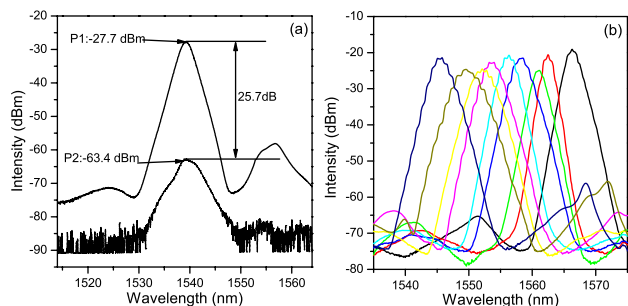 (a)
P1:-27.7 dBm
25.7dB
P2:-63.4 dBm
Intensity (dBm)
-20
-30
-40
-50
-60
-70
-80
-90
1520
1530
1540
1550
1560
Wavelength (nm)
(b)
Intensity (dBm)
-10
-20
-30
-40
-50
-60
-70
-80
1540
1550
1560
1570
Wavelength (nm)